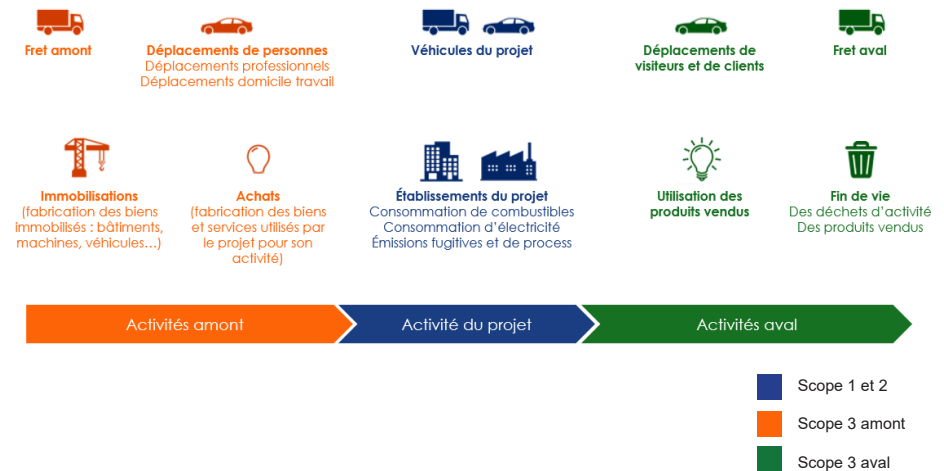 Fret amont
Déplacements de personnes
Déplacements professionnels
Déplacements domicile travail
Véhicules du projet
Déplacements de
visiteurs et de clients
Fret aval
Immobilisations
(fabrication des biens
immobilisés : bâtiments,
machines, véhicules...)
Achats
(fabrication des biens
et services utilisés par
le projet pour son
activité)
Établissements du projet
Consommation de combustibles
Consommation d'électricité
Émissions fugitives et de process
Utilisation des
produits vendus
Fin de vie
Des déchets d'activité
Des produits vendus
Activités amont
Activité du projet
Activités aval
Scope 1 et 2
Scope 3 amont
Scope 3 aval